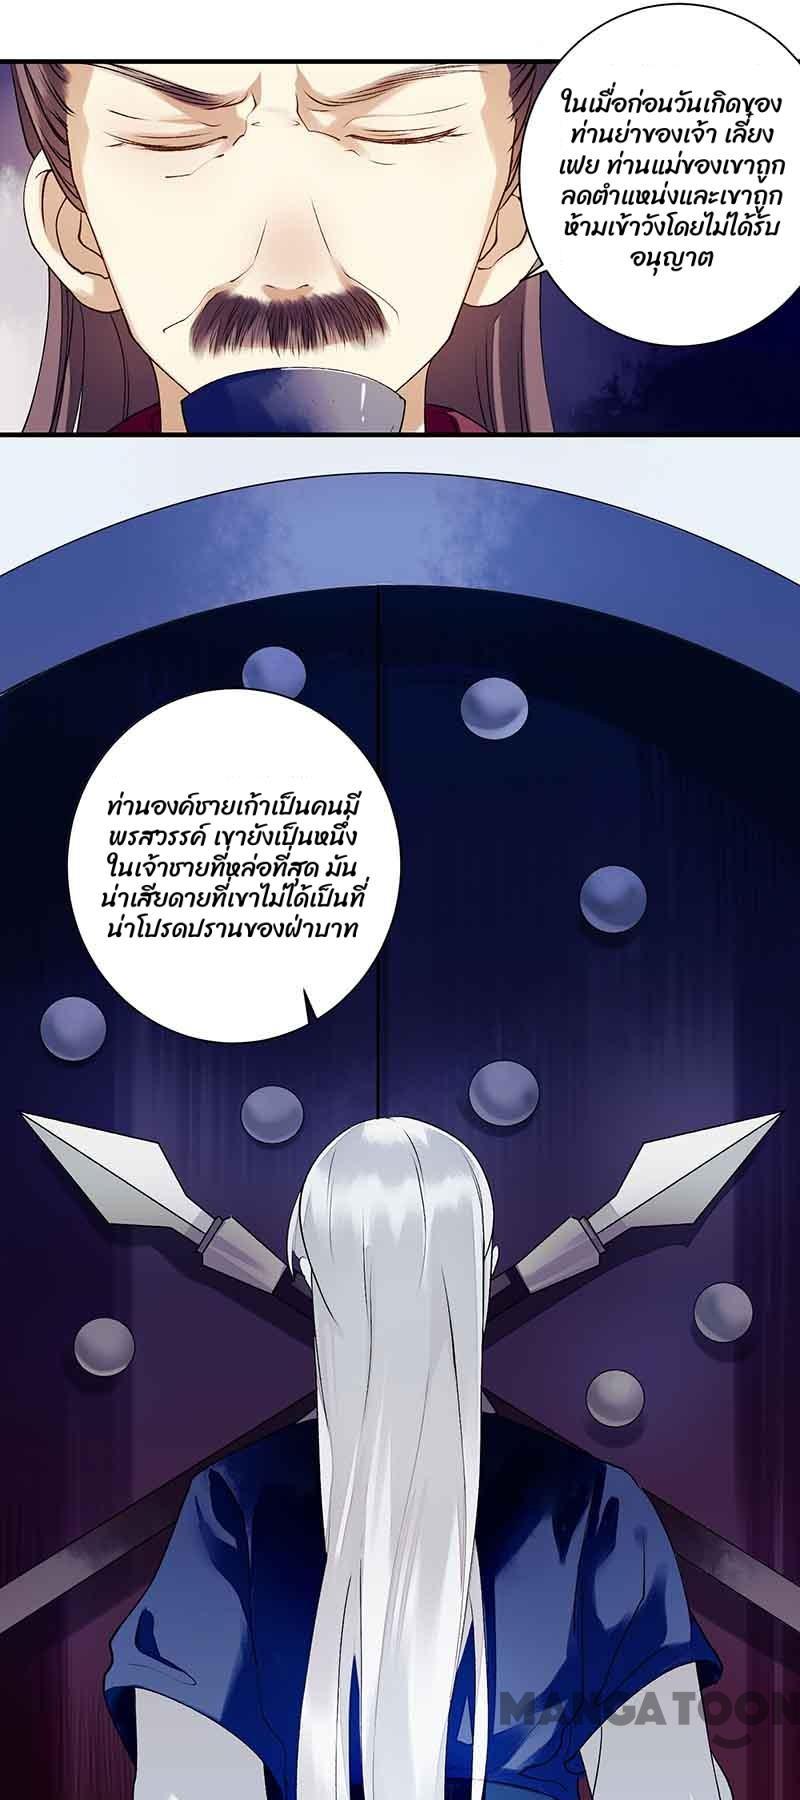 ในเมื่อก่อนวันเกิดของ
ท่านย่าของเจ้า เลี่ยง
เฟย ท่านแม่ของเขาถูก
ลดตำแหน่งและเขาถูก
ห้ามเข้าวังโดยไม่ได้รับ
อนุญาต
ท่านองค์ชายเก้าเป็นคนมี
พรสวรรค์ เขายังเป็นหนึ่ง
ในเจ้าชายที่หล่อที่สุด มัน
น่าเสียดายที่เขาไม่ได้เป็นที่
น่าโปรดปรานของฝ่าบาท
MANGATOON